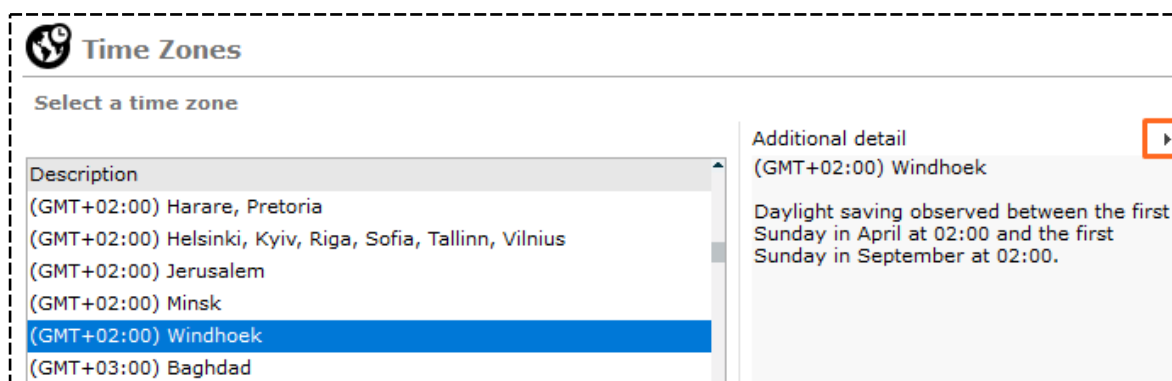 Time Zones
Select a time zone
Description
(GMT+02:00) Harare, Pretoria
(GMT+02:00) Helsinki, Kyiv, Riga, Sofia, Tallinn, Vilnius
(GMT+02:00) Jerusalem
(GMT+02:00) Minsk
(GMT+02:00) Windhoek
(GMT+03:00) Baghdad
Additional detail
(GMT+02:00) Windhoek
Daylight saving observed between the first
Sunday in April at 02:00 and the first
Sunday in September at 02:00.